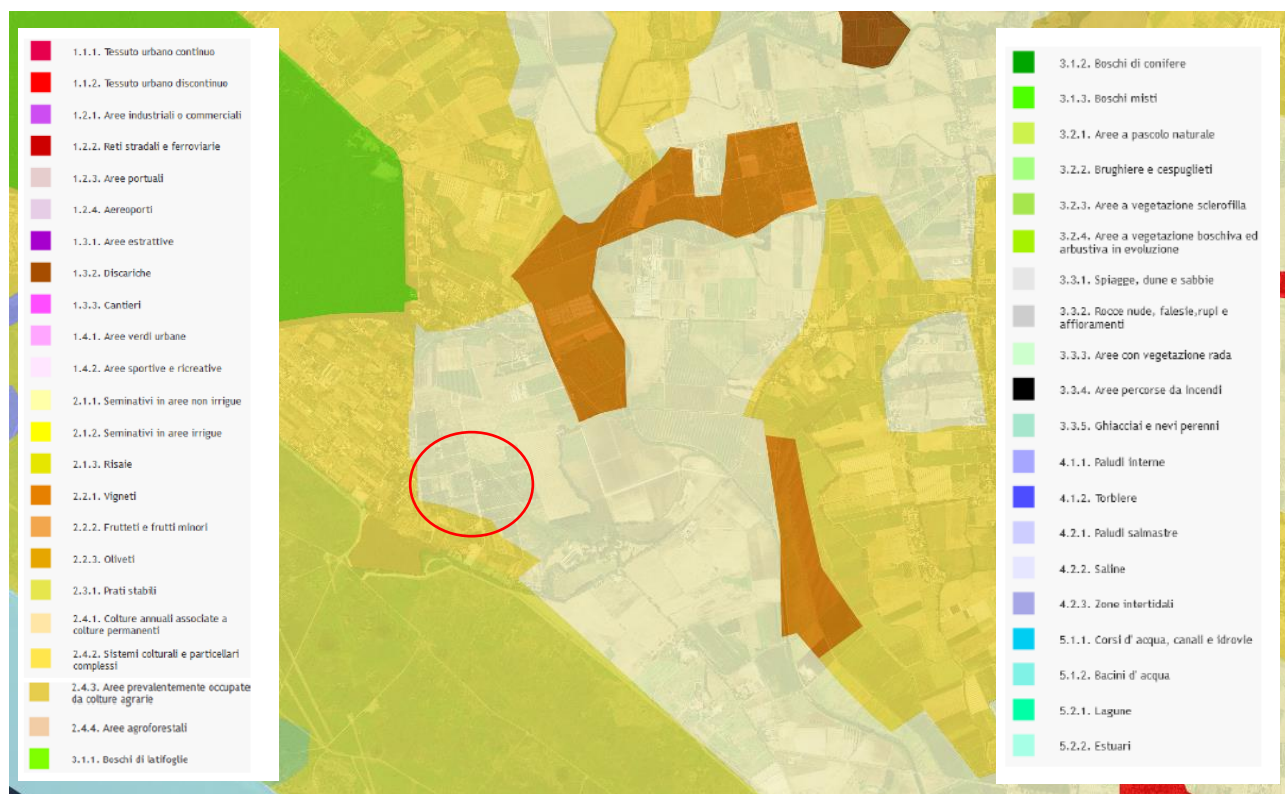 1.1.1. Tessuto urbano continuo
1.1.2. Tessuto urbano discontinuo
1.2.1. Aree industriali o commerciali
1.2.2. Reti stradali e ferroviarie
1.2.3. Aree portuali
1.2.4. Aereoporti
1.3.1. Aree estrattive
1.3.2. Discariche
1.3.3. Cantieri
1.4.1. Aree verdi urbane
1.4.2. Aree sportive e ricreative
2.1.1. Seminativi in aree non irrigue
2.1.2. Seminativi in aree irrigue
2.1.3. Risaie
2.2.1. Vigneti
2.2.2. Frutteti e frutti minori
2.2.3. Oliveti
2.3.1. Prati stabili
2.4.1. Colture annuali associate a
colture permanenti
2.4.2. Sistemi colturali e particellari
complessi
2.4.3. Aree prevalentemente occupate
da colture agrarie
2.4.4. Aree agroforestali
3.1.1. Boschi di latifoglie
3.1.2. Boschi di conifere
3.1.3. Boschi misti
3.2.1. Aree a pascolo naturale
3.2.2. Brughiere e cespuglieti
3.2.3. Aree a vegetazione sclerofilla
3.2.4. Aree a vegetazione boschiva ed
arbustiva in evoluzione
3.3.1. Spiagge, dune e sabbie
3.3.2. Rocce nude, falesie,rupi e
affioramenti
3.3.3. Aree con vegetazione rada
3.3.4. Aree percorse da incendi
3.3.5. Ghiacciai e nevi perenni
4.1.1. Paludi interne
4.1.2. Torbiere
4.2.1. Paludi salmastre
4.2.2. Saline
4.2.3. Zone intertidali
5.1.1. Corsi d' acqua, canali e idrovie
5.1.2. Bacini d' acqua
5.2.1. Lagune
5.2.2. Estuari